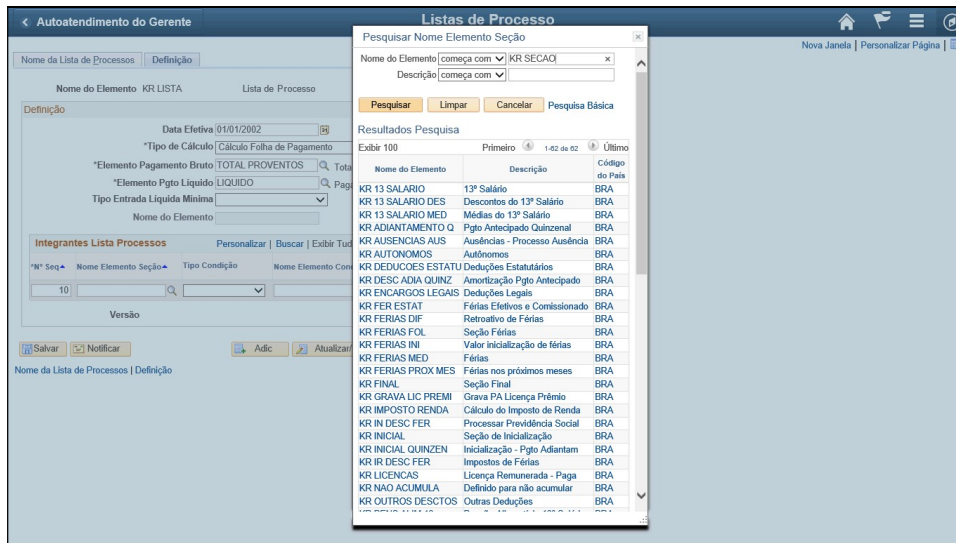 Autoatendimento do Gerente
Listas de Processo
Nova Janela | Personalizar Página |
Nome da Lista de Processos
Definição
Nome do Elemento KR LISTA
Lista de Processo
Definição
Data Efetiva 01/01/2002
*Tipo de Cálculo Cálculo Folha de Pagamento
*Elemento Pagamento Bruto TOTAL PROVENTOS
*Elemento Pgto Líquido LIQUIDO
Tipo Entrada Líquida Mínima
Nome do Elemento
Integrantes Lista Processos
Personalizar | Buscar | Exibir
*Nº Seq
Nome Elemento Seção
Tipo Condição
Nome Elemento
10
Versão
Salvar
Notificar
Adic
Atualizar/
Nome da Lista de Processos | Definição
Pesquisar Nome Elemento Seção
Nome do Elemento começa com KR SECAO
Descrição começa com
Pesquisar
Limpar
Cancelar
Pesquisa Básica
Resultados Pesquisa
Exibir 100
Primeiro
1-62 de 62
Último
Nome do Elemento
Descrição
Código do País
KR 13 SALARIO 13º Salário BRA
KR 13 SALARIO DES Descontos do 13º Salário BRA
KR 13 SALARIO MED Médias do 13º Salário BRA
KR ADIANTAMENTO Q Pgto Antecipado Quinzenal BRA
KR AUSENCIAS AUS Ausências - Processo Ausência BRA
KR AUTONOMOS Autônomos BRA
KR DEDUCOES ESTATU Deduções Estatutários BRA
KR DESC ADIA QUINZ Amortização Pgto Antecipado BRA
KR ENCARGOS LEGAIS Deduções Legais BRA
KR FER ESTAT Férias Efetivos e Comissionado BRA
KR FERIAS DIF Retroativo de Férias BRA
KR FERIAS FOL Seção Férias BRA
KR FERIAS INI Valor inicialização de férias BRA
KR FERIAS MED Férias BRA
KR FERIAS PROX MES Férias nos próximos meses BRA
KR FINAL Seção Final BRA
KR GRAVA LIC PREMI Grava PA Licença Prêmio BRA
KR IMPOSTO RENDA Cálculo do Imposto de Renda BRA
KR IN DESC FER Processar Previdência Social BRA
KR INICIAL Seção de Inicialização BRA
KR INICIAL QUINZEN Inicialização - Pgto Adiantam BRA
KR IR DESC FER Impostos de Férias BRA
KR LICENCAS Licença Remunerada - Paga BRA
KR NAO ACUMULA Definido para não acumular BRA
KR OUTROS DESCTOS Outras Deduções BRA